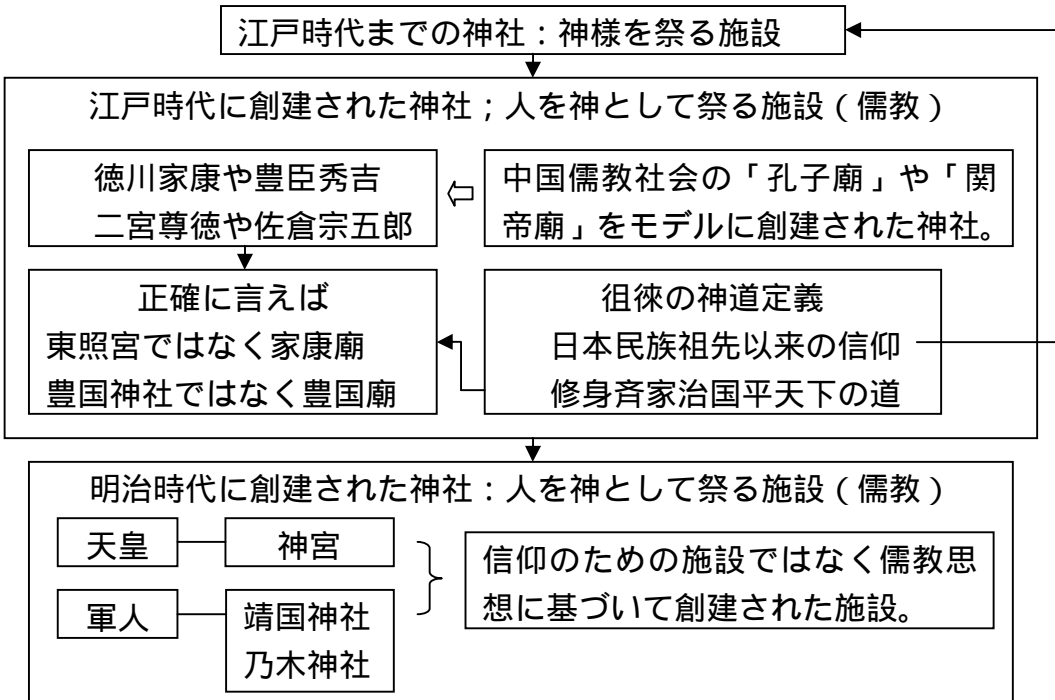 江戸時代までの神社：神様を祭る施設
江戸時代に創建された神社；人を神として祭る施設（儒教）
徳川家康や豊臣秀吉
二宮尊徳や佐倉宗五郎
中国儒教社会の「孔子廟」や「関
帝廟」をモデルに創建された神社。
正確に言えば
東照宮ではなく家康廟
豊国神社ではなく豊国廟
徂徠の神道定義
日本民族祖先以来の信仰
修身斉家治国平天下の道
明治時代に創建された神社：人を神として祭る施設（儒教）
天皇
神宮
軍人
靖国神社
乃木神社
信仰のための施設ではなく儒教思
想に基づいて創建された施設。